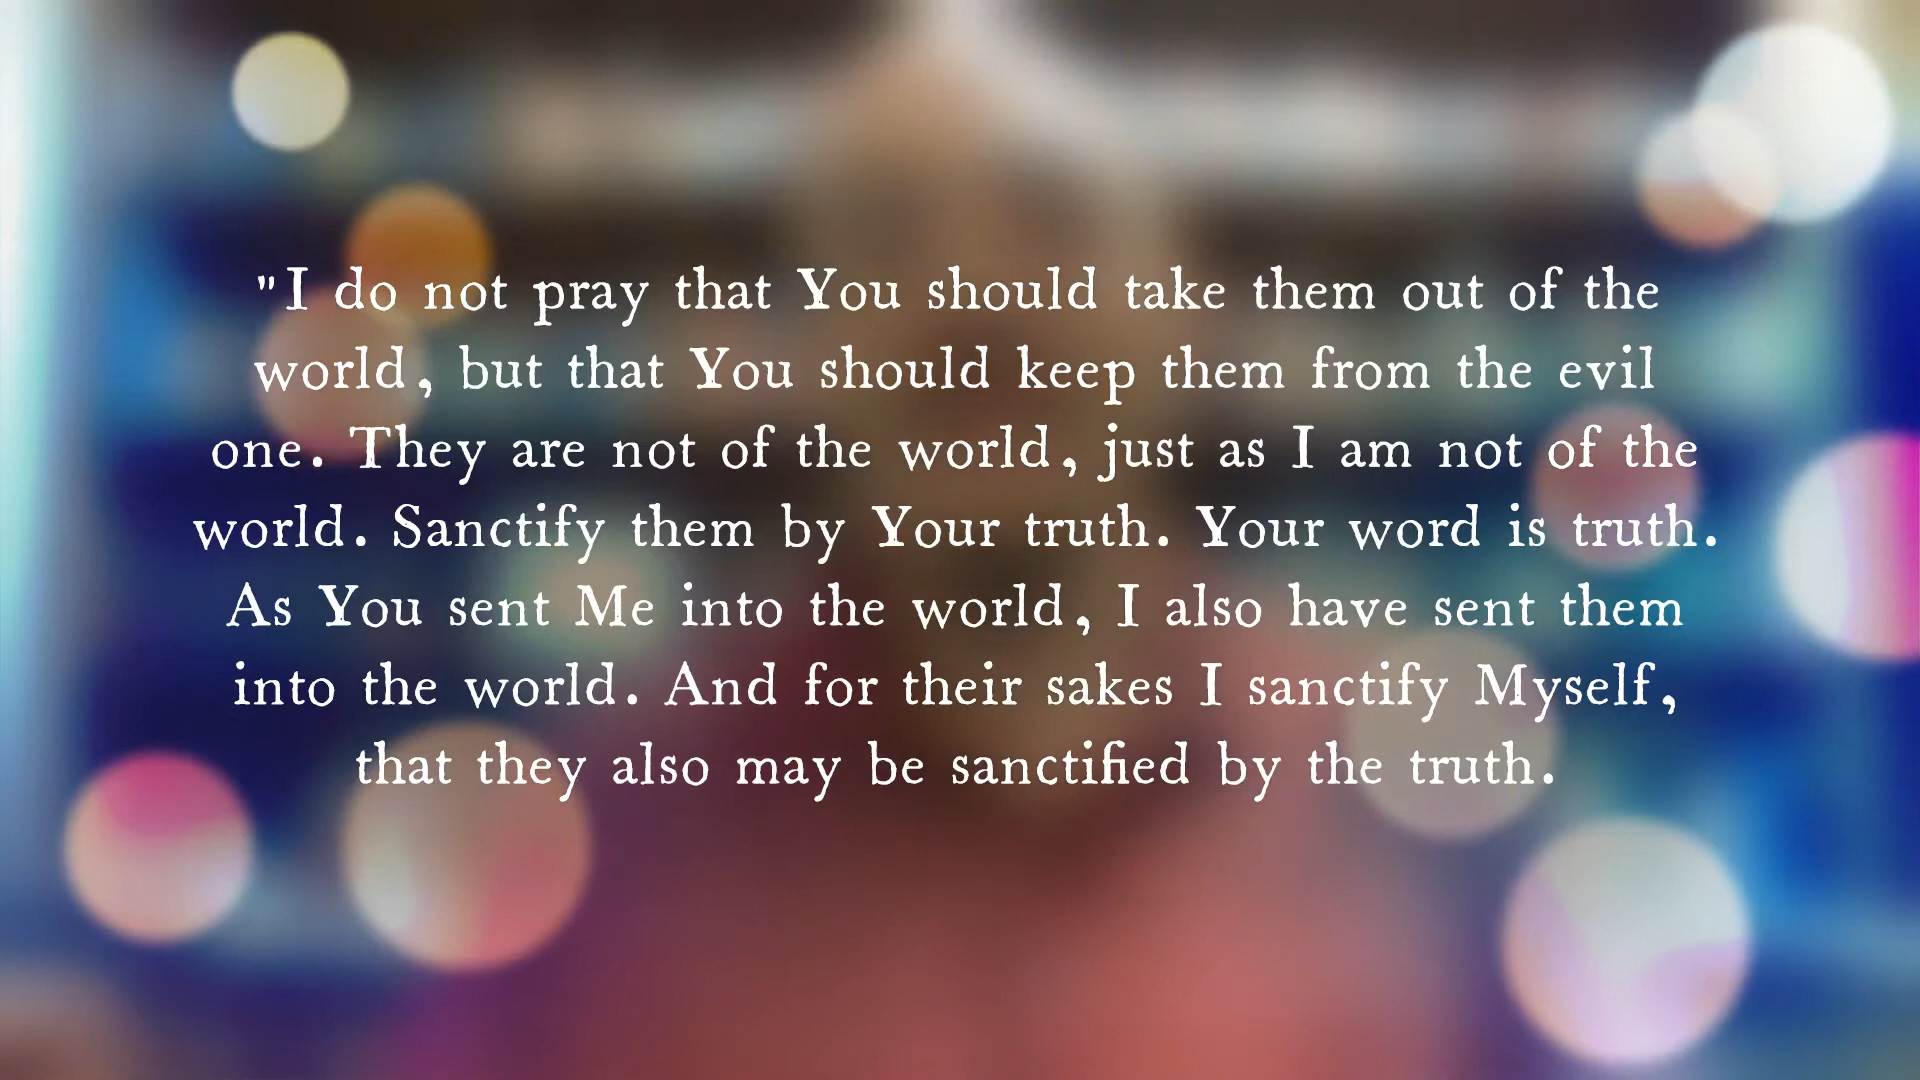 "I do not pray that You should take them out of the
world, but that You should keep them from the evil
one. They are not of the world, just as I am not of the
world. Sanctify them by Your truth. Your word is truth.
As You sent Me into the world, I also have sent them
into the world. And for their sakes I sanctify Myself,
that they also may be sanctified by the truth.